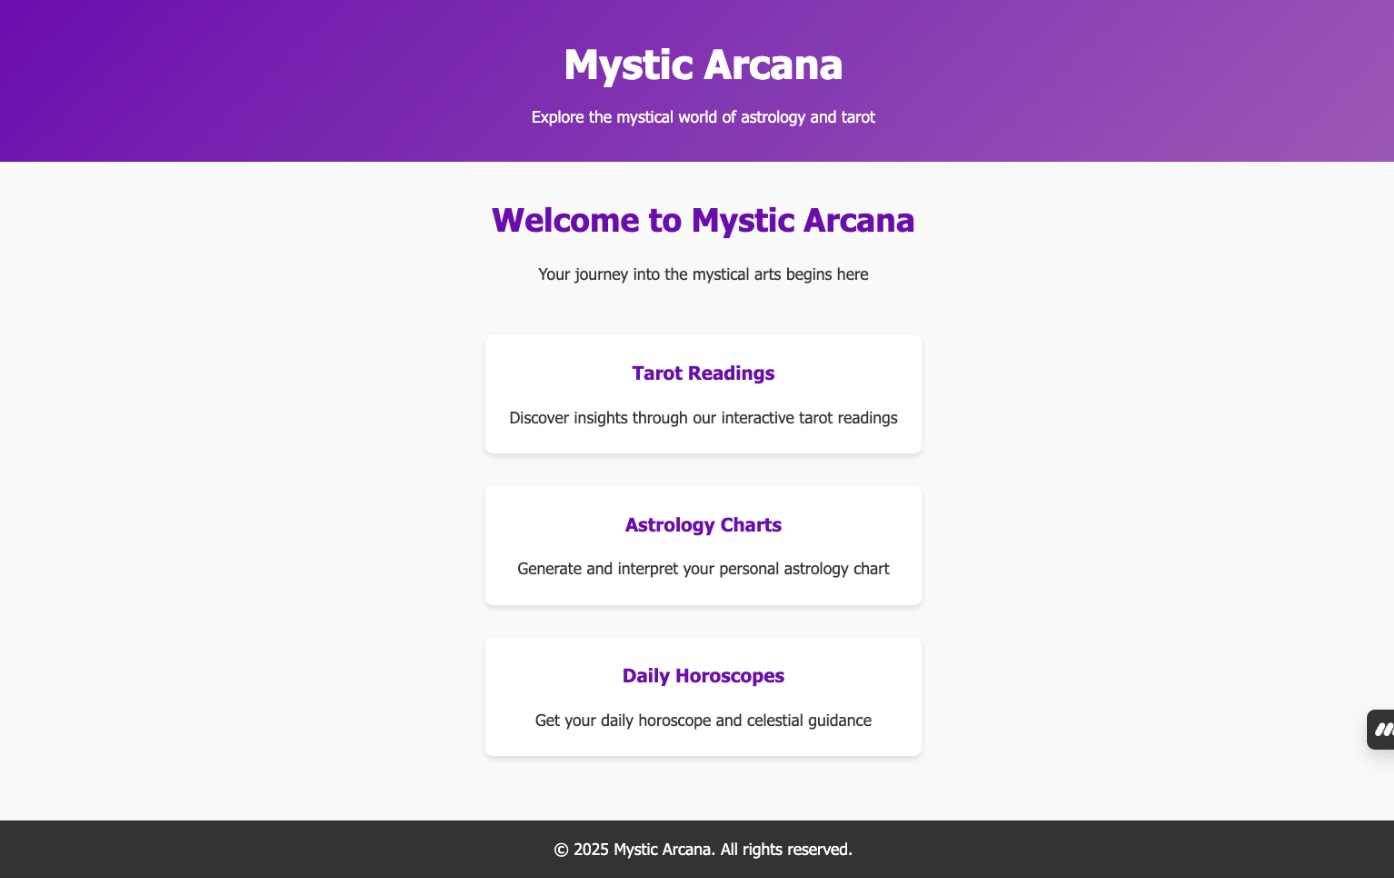 Mystic Arcana
Explore the mystical world of astrology and tarot
Welcome to Mystic Arcana
Your journey into the mystical arts begins here
Tarot Readings
Discover insights through our interactive tarot readings
Astrology Charts
Generate and interpret your personal astrology chart
Daily Horoscopes
Get your daily horoscope and celestial guidance
© 2025 Mystic Arcana. All rights reserved.